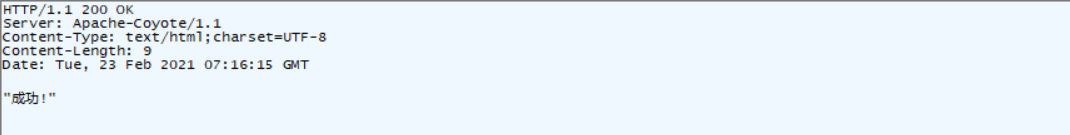 HTTP/1.1 200 OK
Server: Apache-Coyote/1.1
Content-Type: text/html;charset=UTF-8
Content-Length: 9
Date: Tue, 23 Feb 2021 07:16:15 GMT
"成功!"